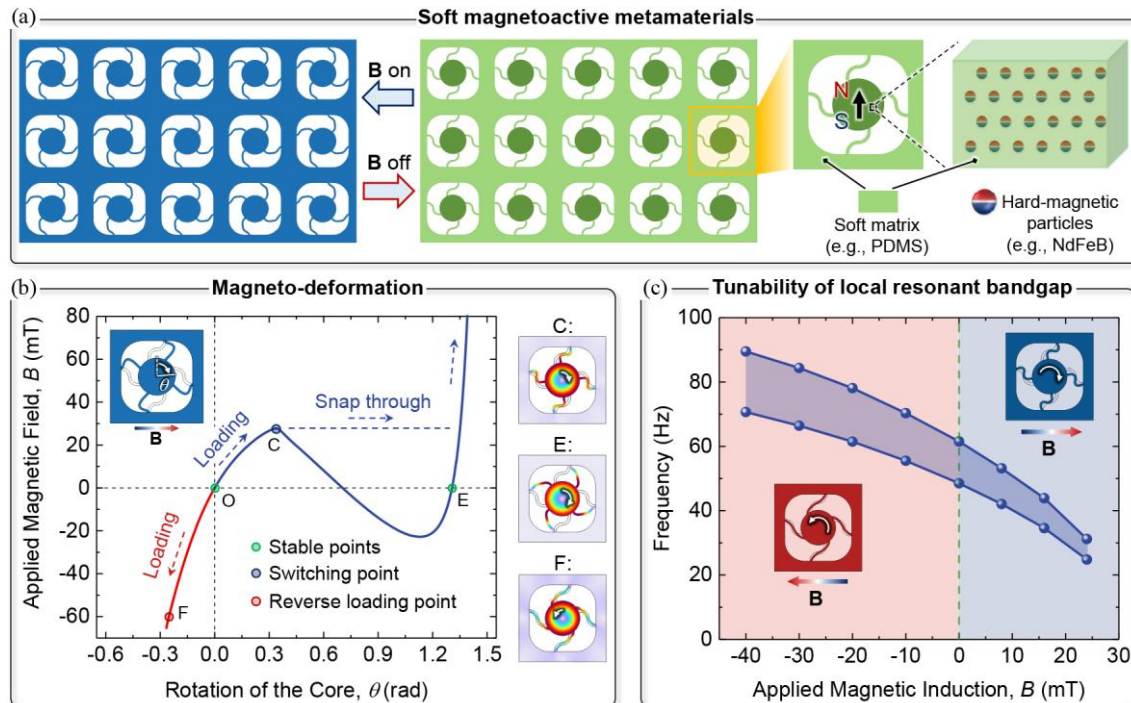 (a)
Soft magnetoactive metamaterials
B on
B off
N
S
Soft matrix
(e.g., PDMS)
Hard-magnetic
particles
(e.g., NdFeB)
(b)
Magneto-deformation
Applied Magnetic Field, B (mT)
80
60
40
20
0
-20
-40
-60
θ
B
Loading
Snap through
C
O
E
Loading
F
Stable points
Switching point
Reverse loading point
-0.6
-0.3
0.0
0.3
0.6
0.9
1.2
1.5
Rotation of the Core, θ (rad)
C:
E:
F:
(c)
Tunability of local resonant bandgap
Frequency (Hz)
100
80
60
40
20
0
B
B
-40
-30
-20
-10
0
10
20
30
Applied Magnetic Induction, B (mT)